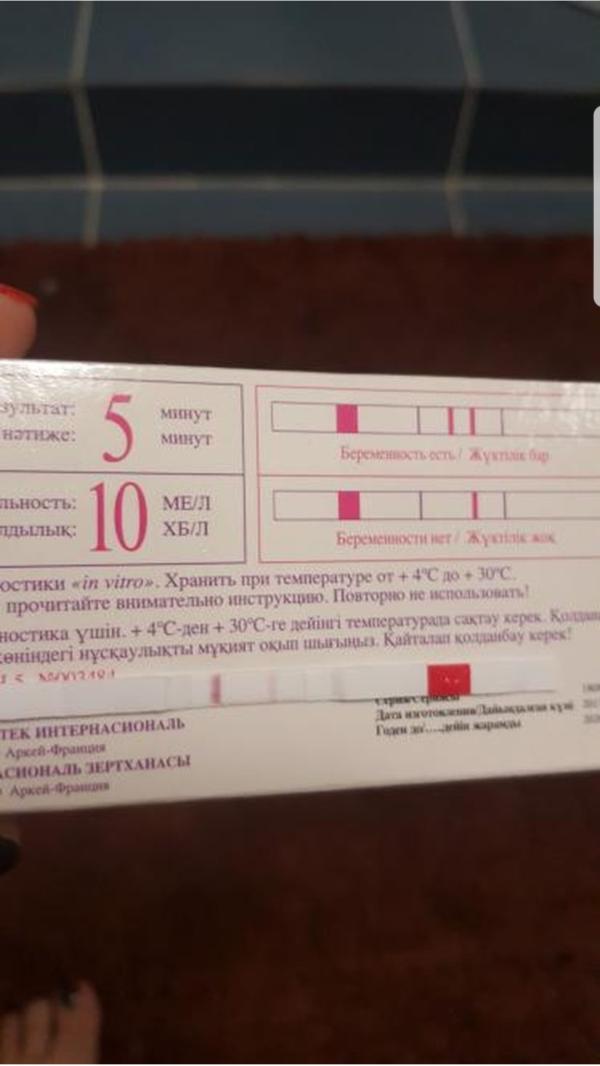 зультат: 5 минут
нәтиже: минут
льность: 10 МЕ/Л
лдылық: ХБ/Л
Беременность есть / Жүктілік бар
Беременности нет / Жүктілік жоқ
остики «in vitro». Хранить при температуре от + 4°С до + 30°С.
прочитайте внимательно инструкцию. Повторно не использовать!
ностика үшін. + 4°С-ден + 30°С-ге дейінгі температурада сақтау керек. Қолдан
көніндегі нұсқаулықты мұқият оқып шығыңыз. Қайталап қолданбау керек!
ТЕК ИНТЕРНАСИОНАЛЬ
Аркей-Франция
АСИОНАЛЬ ЗЕРТХАНАСЫ
Аркей-Франция
Дата изготовления/Дайындалған күні
Годен до/....дейін жарамды